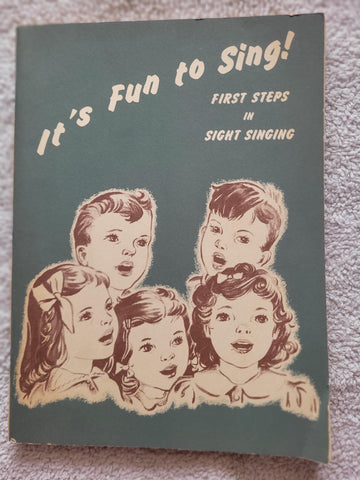 It's Fun to Sing!
FIRST STEPS
IN
SIGHT SINGING